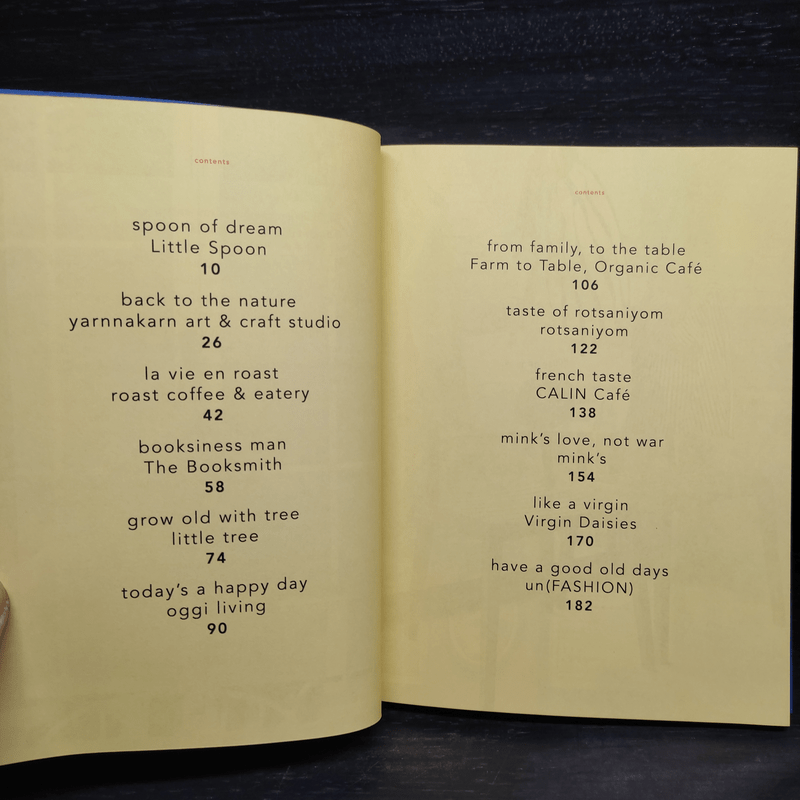 contents
spoon of dream
Little Spoon
10
back to the nature
yarnnakarn art & craft studio
26
la vie en roast
roast coffee & eatery
42
booksiness man
The Booksmith
58
grow old with tree
little tree
74
today's a happy day
oggi living
90
contents
from family, to the table
Farm to Table, Organic Café
106
taste of rotsaniyom
rotsaniyom
122
french taste
CALIN Café
138
mink's love, not war
mink's
154
like a virgin
Virgin Daisies
170
have a good old days
un(FASHION)
182